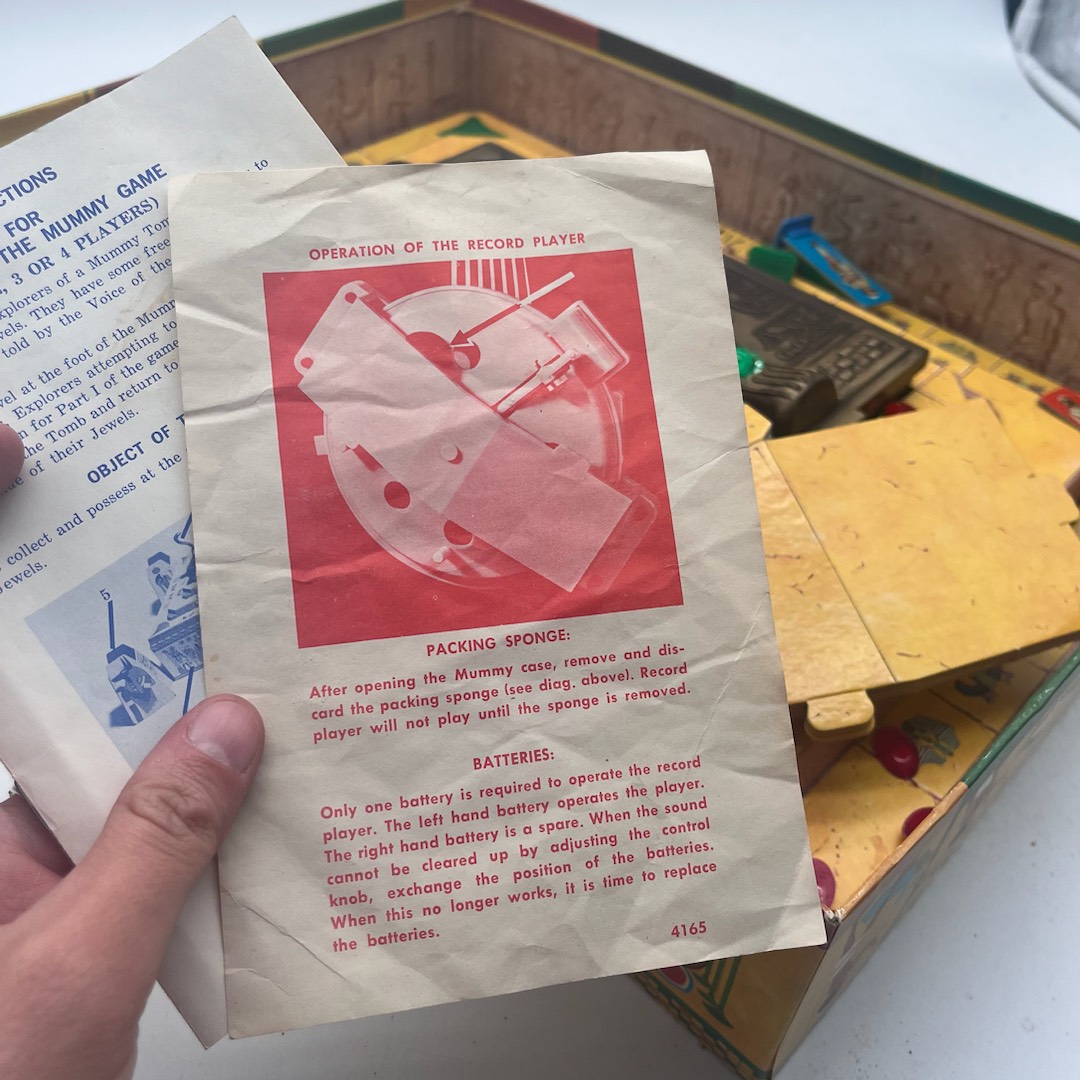 CTIONS
FOR
THE MUMMY GAME
, 3 OR 4 PLAYERS)
to
xplorers of a Mummy Tom
vels. They have some free
told by the Voice of the
vel at the foot of the Mumm
Explorers attempting to
n for Part I of the game
he Tomb and return to
ue of their Jewels.
OBJECT OF T
collect and possess at the
ewels.
5
OPERATION OF THE RECORD PLAYER
PACKING SPONGE:
After opening the Mummy case, remove and dis-
card the packing sponge (see diag. above). Record
player will not play until the sponge is removed.
BATTERIES:
Only one battery is required to operate the record
player. The left hand battery operates the player.
The right hand battery is a spare. When the sound
cannot be cleared up by adjusting the control
knob, exchange the position of the batteries.
When this no longer works, it is time to replace
the batteries.
4165